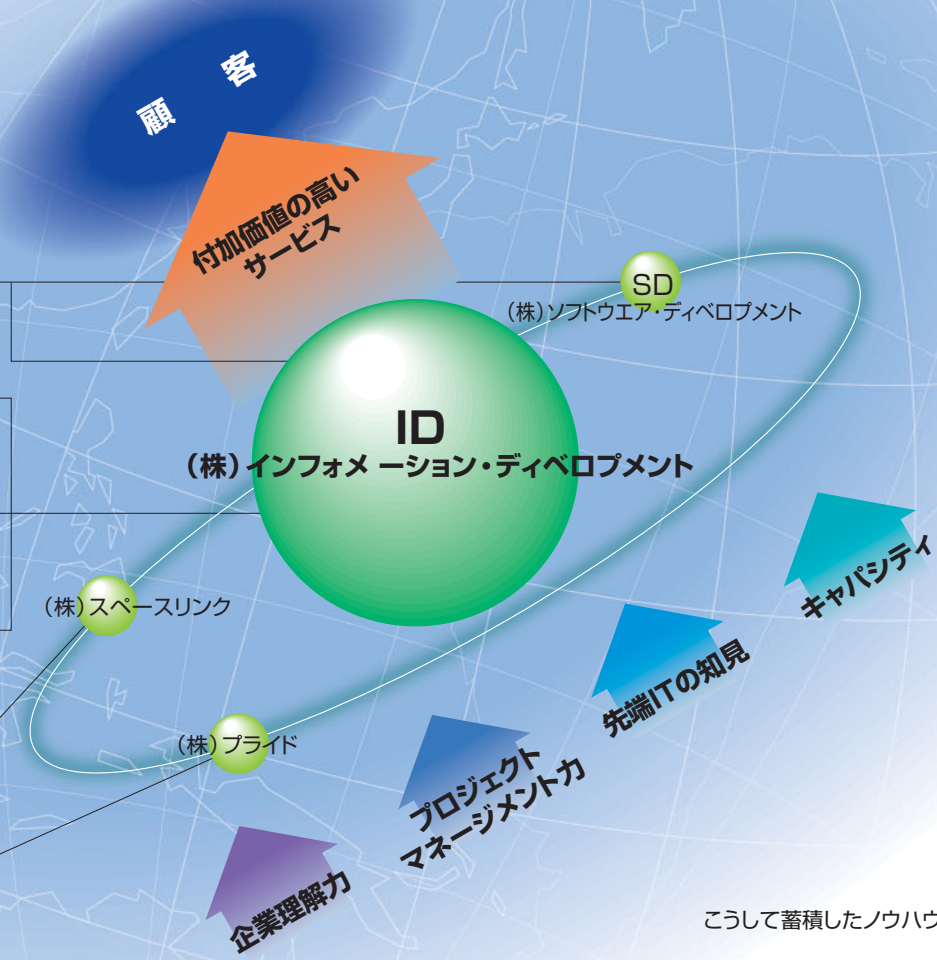 顧 客
付加価値の高い
サービス
SD
（株）ソフトウエア・ディベロプメント
ID
（株）インフォメーション・ディベロプメント
（株）スペースリンク
（株）プライド
キャパシティ
先端ITの知見
プロジェクト
マネージメント力
企業理解力
こうして蓄積したノウハウ